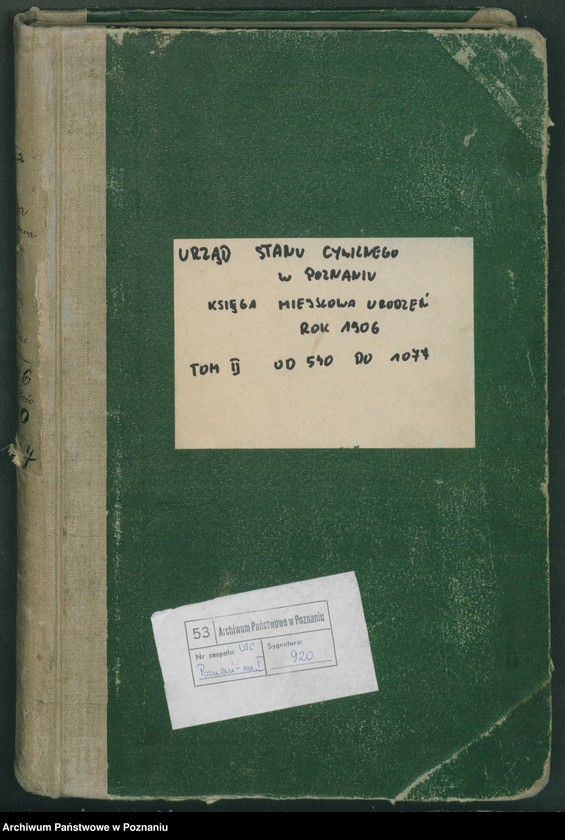 URZĄD STANU CYWILNEGO
W POZNANIU
KSIĘGA MIEJSCOWA URODZEŃ
ROK 1906
TOM II OD 540 DO 1077
53 Archiwum Państwowe w Poznaniu
Nr zespołu: USC
Poznań-m.
Sygnatura:
920
Archiwum Państwowe w Poznaniu